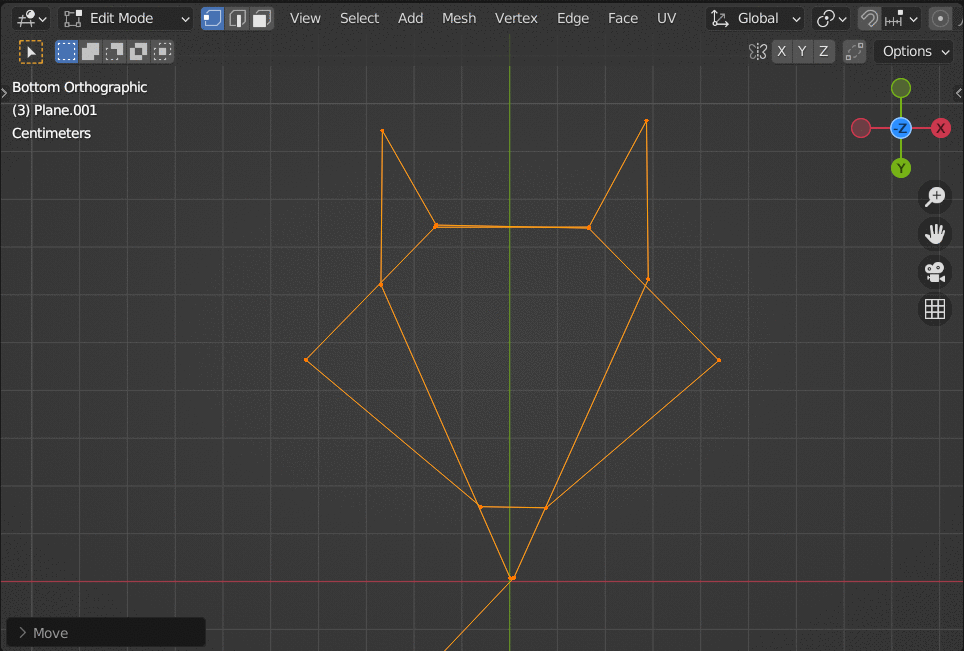 Edit Mode View Select Add Mesh Vertex Edge Face UV Global
X Y Z Options
Bottom Orthographic
(3) Plane.001
Centimeters
-Z X
Y
Move